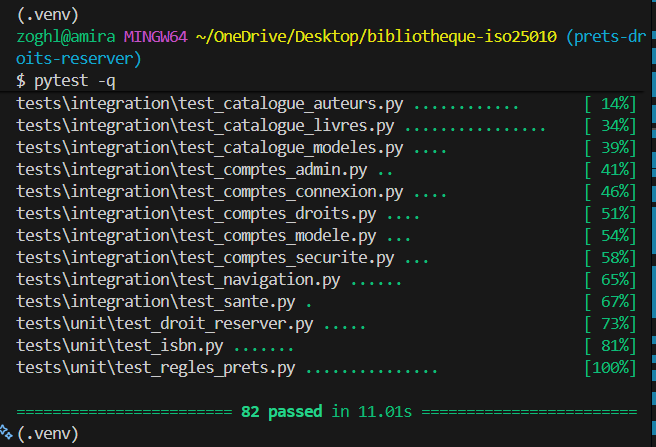 (.venv)
zoghl@amira MINGW64 ~/OneDrive/Desktop/bibliotheque-iso25010 (prets-dr
oits-reserver)
$ pytest -q
tests\integration\test_catalogue_auteurs.py ............ [ 14%]
tests\integration\test_catalogue_livres.py ................ [ 34%]
tests\integration\test_catalogue_modeles.py .... [ 39%]
tests\integration\test_comptes_admin.py .. [ 41%]
tests\integration\test_comptes_connexion.py .... [ 46%]
tests\integration\test_comptes_droits.py .... [ 51%]
tests\integration\test_comptes_modele.py ... [ 54%]
tests\integration\test_comptes_securite.py ... [ 58%]
tests\integration\test_navigation.py ...... [ 65%]
tests\integration\test_sante.py . [ 67%]
tests\unit\test_droit_reserver.py ..... [ 73%]
tests\unit\test_isbn.py ....... [ 81%]
tests\unit\test_regles_prets.py ............... [100%]
======================== 82 passed in 11.01s ========================
(.venv)